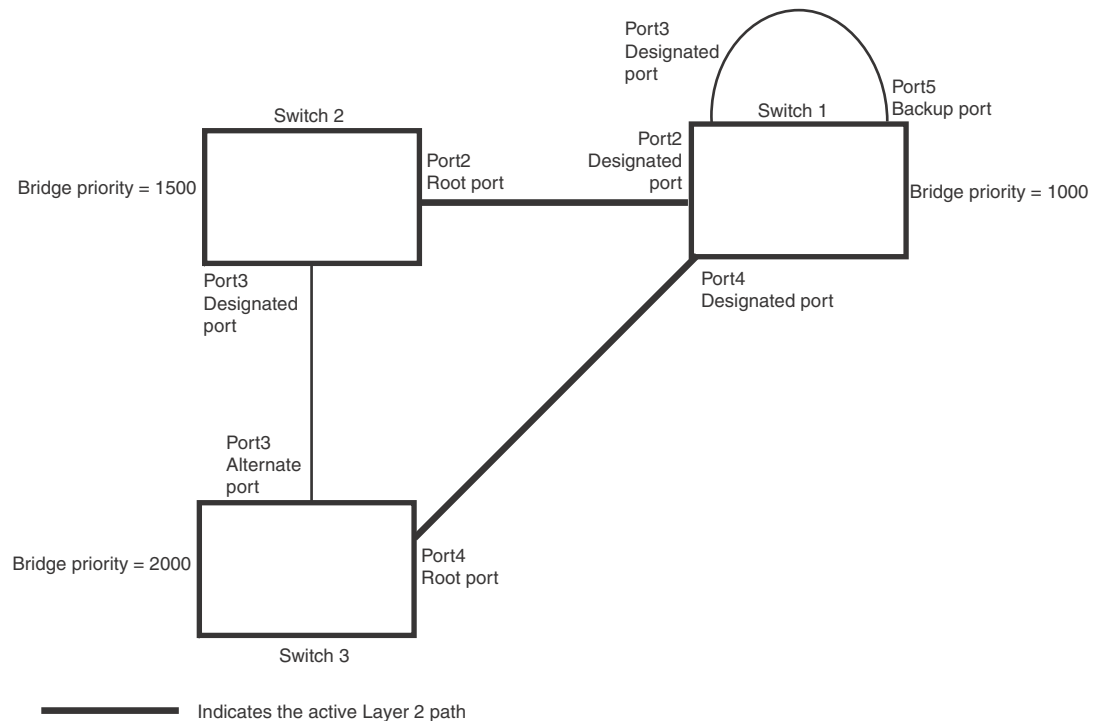 Port3
Designated
port
Port5
Backup port
Switch 1
Switch 2
Port2
Root port
Port2
Designated
port
Bridge priority = 1500
Bridge priority = 1000
Port3
Designated
port
Port4
Designated port
Port3
Alternate
port
Bridge priority = 2000
Port4
Root port
Switch 3
Indicates the active Layer 2 path